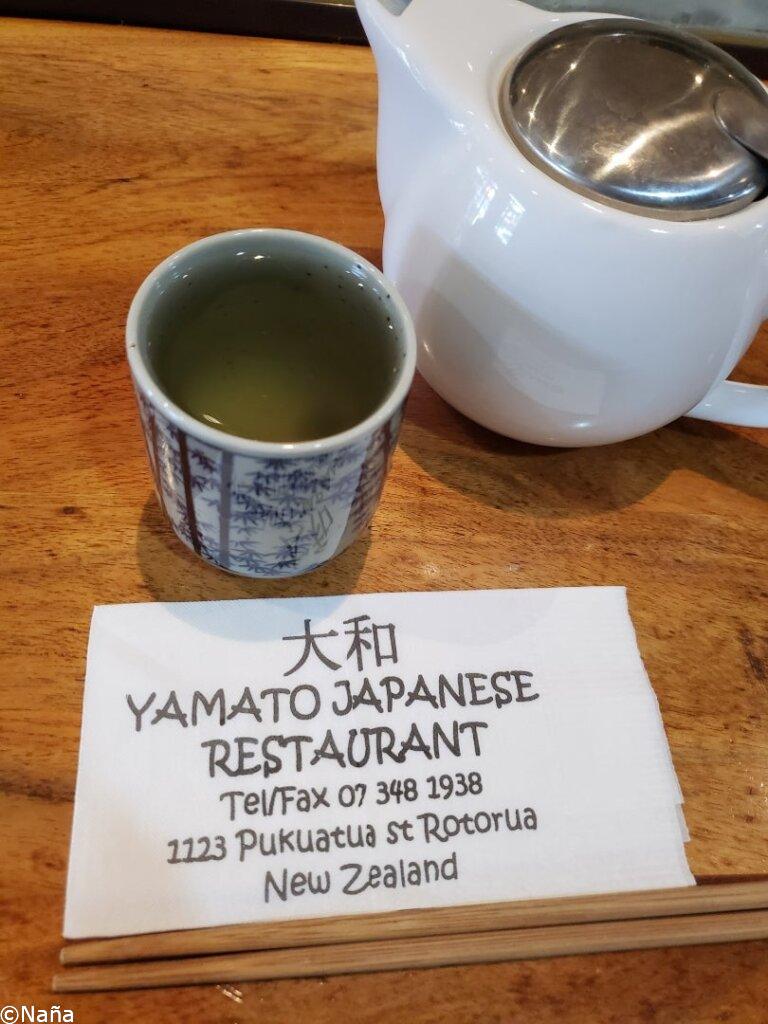 大和
YAMATO JAPANESE
RESTAURANT
Tel/Fax 07 348 1938
1123 Pukuatua st Rotorua
New Zealand
©Naña